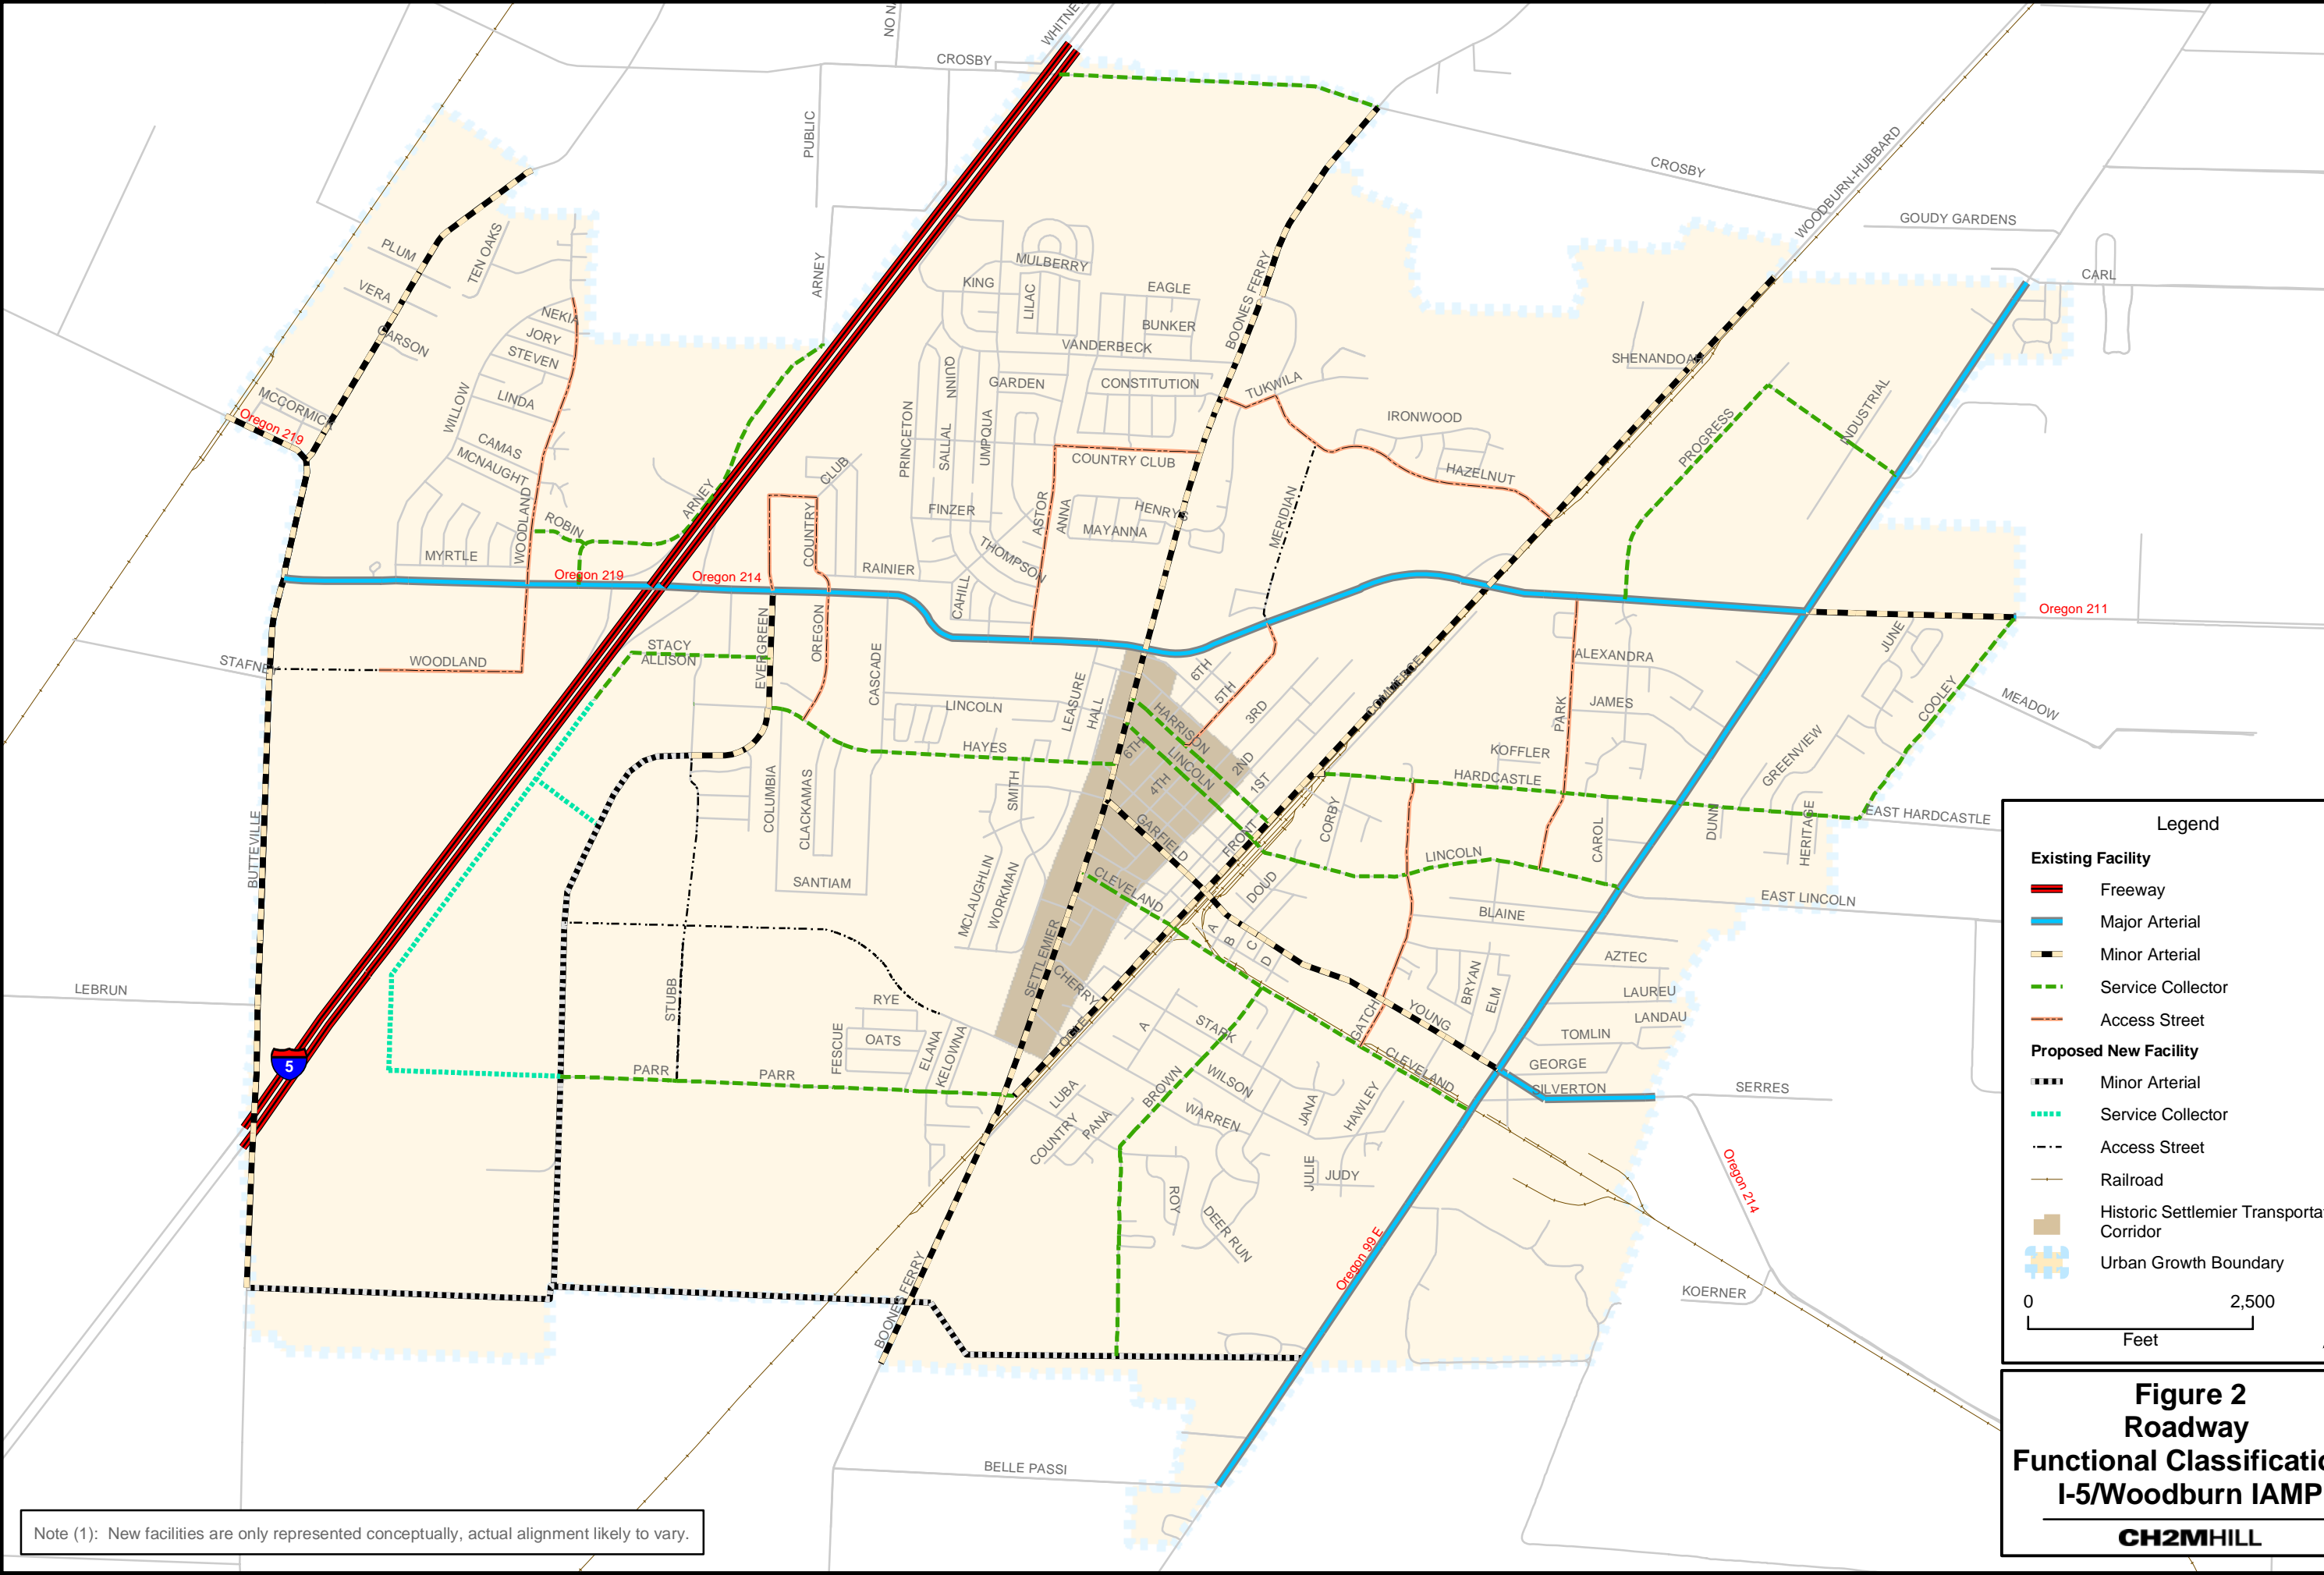 NO N
WHITNE
CROSBY
PUBLIC
CROSBY
WOODBURN-HUBBARD
GOUDY GARDENS
CARL
PLUM
TEN OAKS
ARNEY
VERA
CARSON
NEKIA
JORY
STEVEN
LINDA
WILLOW
CAMAS
MCNAUGHT
MCCORMICK
Oregon 219
MULBERRY
KING
LILAC
EAGLE
BUNKER
VANDERBECK
BOONES FERRY
QUINN
GARDEN
CONSTITUTION
TUKWILA
PRINCETON
SALLAL
UMPQUA
COUNTRY CLUB
IRONWOOD
HAZELNUT
SHENANDOAH
PROGRESS
INDUSTRIAL
CLUB
COUNTRY
ARNEY
ROBIN
WOODLAND
MYRTLE
Oregon 219
Oregon 214
FINZER
ASTOR
ANNA
HENRYS
MAYANNA
THOMPSON
MERIDIAN
RAINIER
CAHILL
Oregon 211
STAFNEY
WOODLAND
STACY
ALLISON
EVERGREEN
OREGON
CASCADE
LINCOLN
LEASURE
HALL
HAYES
6TH
5TH
3RD
HARRISON
6TH
LINCOLN
2ND
4TH
1ST
COMMERCE
ALEXANDRA
JAMES
PARK
KOFFLER
HARDCASTLE
JUNE
COOLEY
MEADOW
GREENVIEW
EAST HARDCASTLE
BUTTEVILLE
COLUMBIA
CLACKAMAS
SANTIAM
SMITH
MCLAUGHLIN
WORKMAN
GARFIELD
FRONT
CORBY
LINCOLN
CAROL
DUNN
HERITAGE
EAST LINCOLN
CLEVELAND
DOUD
BLAINE
A
B
C
D
SETTLEMIER
CHERRY
OGLE
AZTEC
LAUREU
LANDAU
TOMLIN
GEORGE
BRYAN
ELM
YOUNG
GATCH
CLEVELAND
SILVERTON
SERRES
LEBRUN
STUBB
RYE
OATS
FESCUE
ELANA
KELOWNA
PARR
PARR
A
STARK
WILSON
BROWN
LUBA
COUNTRY
PANA
WARREN
JANA
HAWLEY
JULIE
JUDY
ROY
DEER RUN
5
BOONES FERRY
Oregon 99 E
Oregon 214
KOERNER
BELLE PASSI
Legend
Existing Facility
Freeway
Major Arterial
Minor Arterial
Service Collector
Access Street
Proposed New Facility
Minor Arterial
Service Collector
Access Street
Railroad
Historic Settlemier Transporta
Corridor
Urban Growth Boundary
0 2,500
Feet
Figure 2
Roadway
Functional Classificatio
I-5/Woodburn IAMP
CH2MHILL
Note (1): New facilities are only represented conceptually, actual alignment likely to vary.